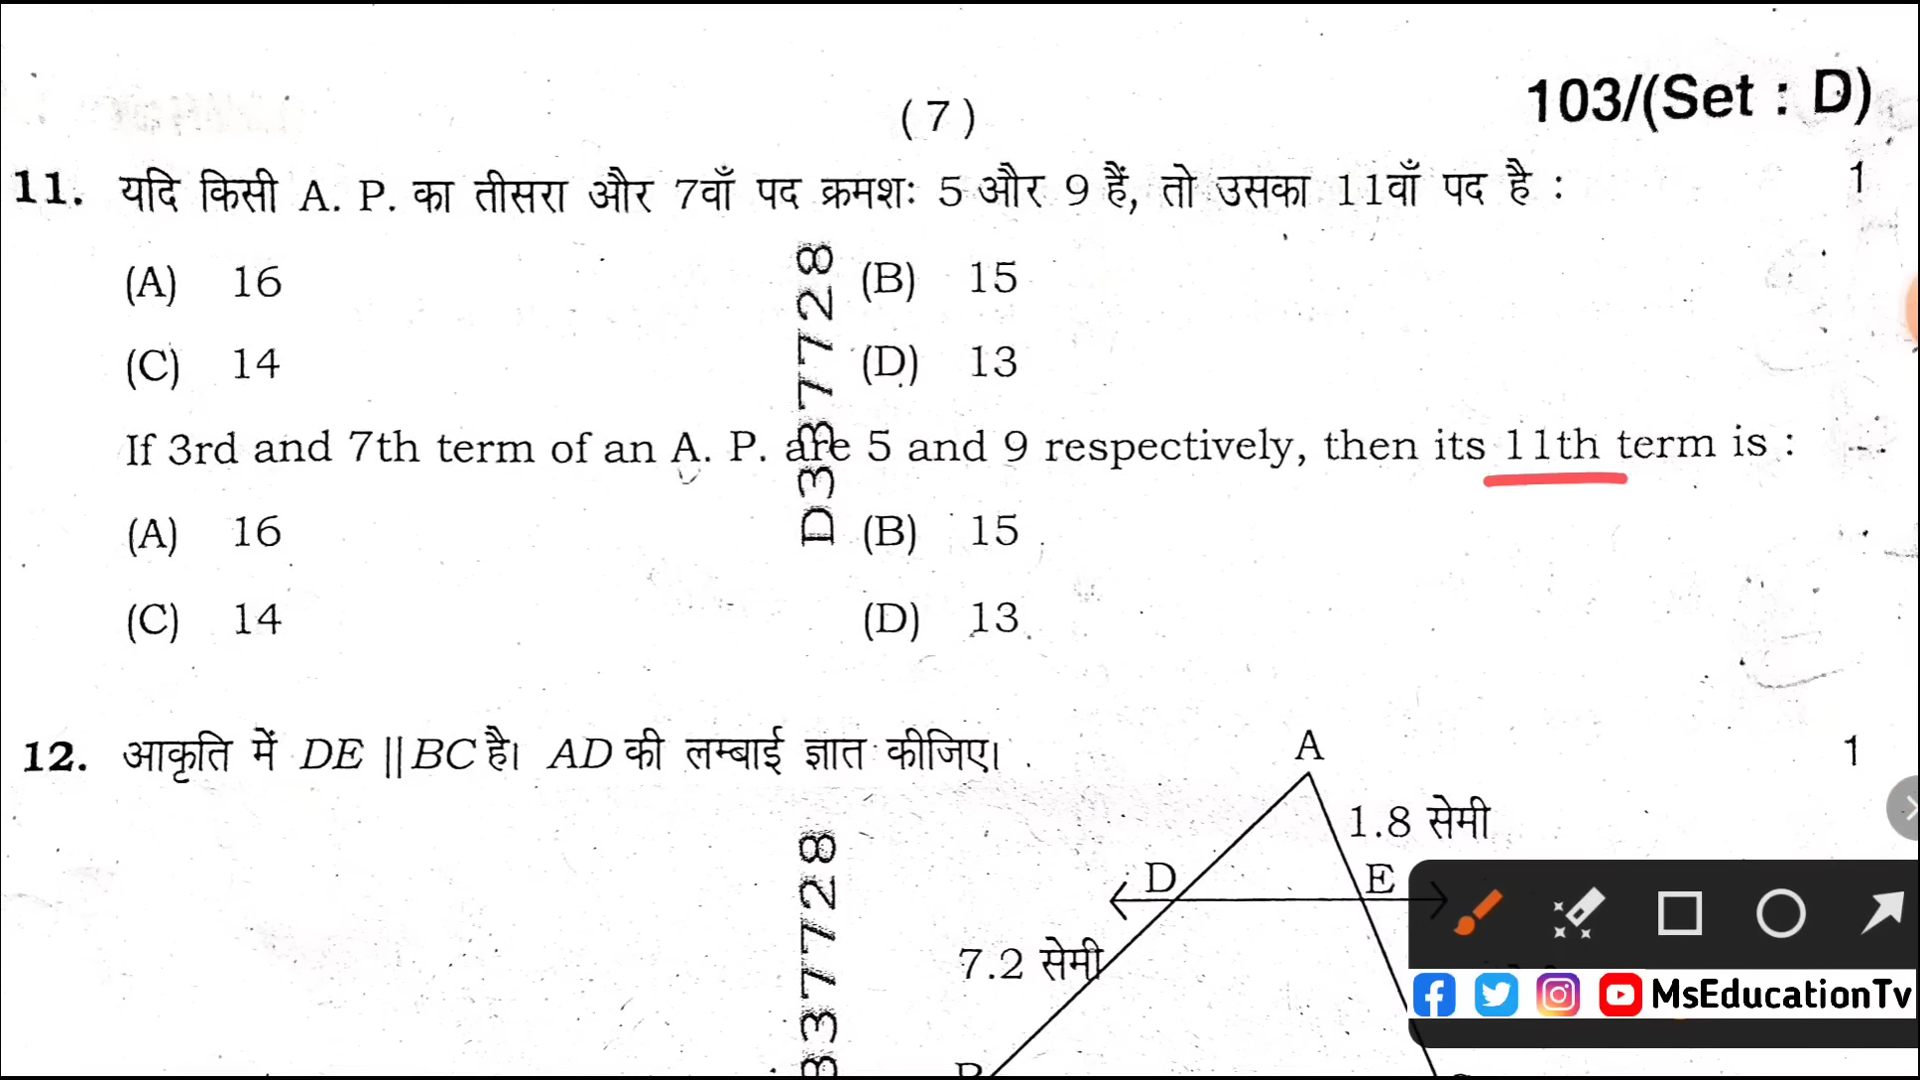 103/(Set : D)
( 7 )
11. यदि किसी A. P. का तीसरा और 7वाँ पद क्रमशः 5 और 9 हैं, तो उसका 11वाँ पद है : 1
(A) 16 (B) 15
(C) 14 (D) 13
If 3rd and 7th term of an A. P. are 5 and 9 respectively, then its 11th term is :
(A) 16 (B) 15
(C) 14 (D) 13
D337728
12. आकृति में DE || BC है। AD की लम्बाई ज्ञात कीजिए। 1
A
1.8 सेमी
D E
7.2 सेमी
337728
MsEducationTv